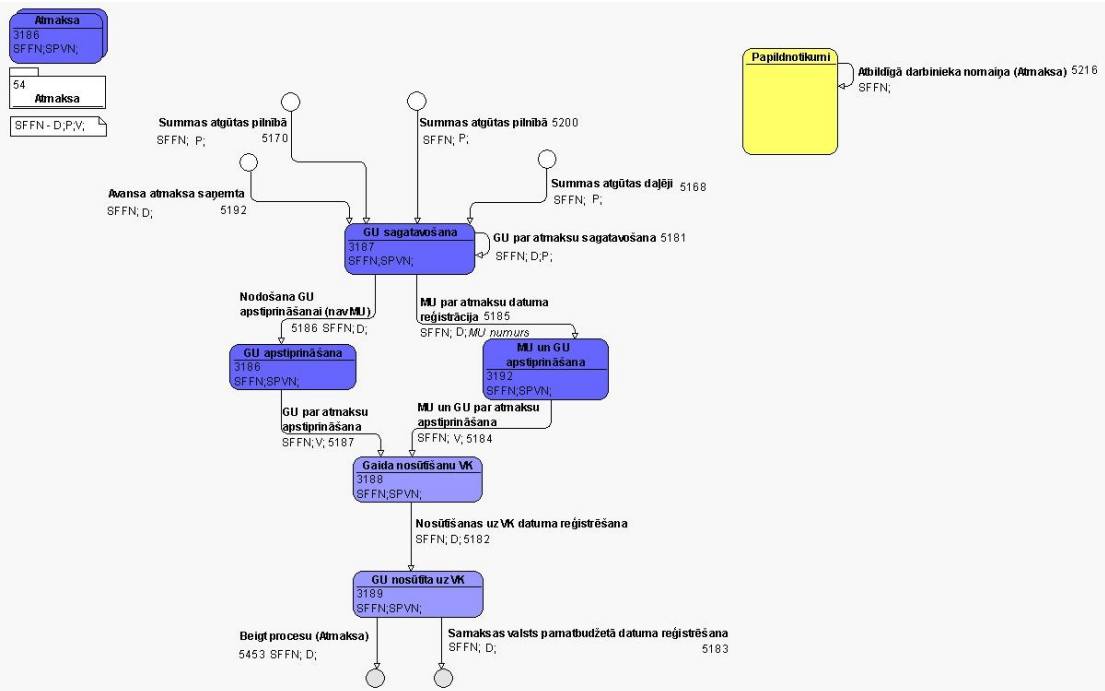 Atmaksa
3186
SFFN;SPVN;
54
Atmaksa
SFFN - D;P;V;
Papildnotikumi
Atbildīgā darbinieka nomaiņa (Atmaksa) 5216
SFFN;
Summas atgūtas pilnībā
SFFN; P; 5170
Summas atgūtas pilnībā 5200
SFFN; P;
Avansa atmaksa saņemta
SFFN; D; 5192
Summas atgūtas daļēji 5168
SFFN; P;
GU sagatavošana
3187
SFFN;SPVN;
GU par atmaksu sagatavošana 5181
SFFN; D;P;
Nodošana GU
apstiprināšanai (nav MU)
5186 SFFN; D;
MU par atmaksu datuma
reģistrācija 5185
SFFN; D; MU numurs
GU apstiprināšana
3186
SFFN;SPVN;
MU un GU
apstiprināšana
3192
SFFN;SPVN;
GU par atmaksu
apstiprināšana
SFFN; V; 5187
MU un GU par atmaksu
apstiprināšana
SFFN; V; 5184
Gaida nosūtīšanu VK
3188
SFFN;SPVN;
Nosūtīšanas uz VK datuma reģistrēšana
SFFN; D; 5182
GU nosūtīta uz VK
3189
SFFN;SPVN;
Beigt procesu (Atmaksa)
5453 SFFN; D;
Samaksas valsts pamatbudžetā datuma reģistrēšana
SFFN; D; 5183